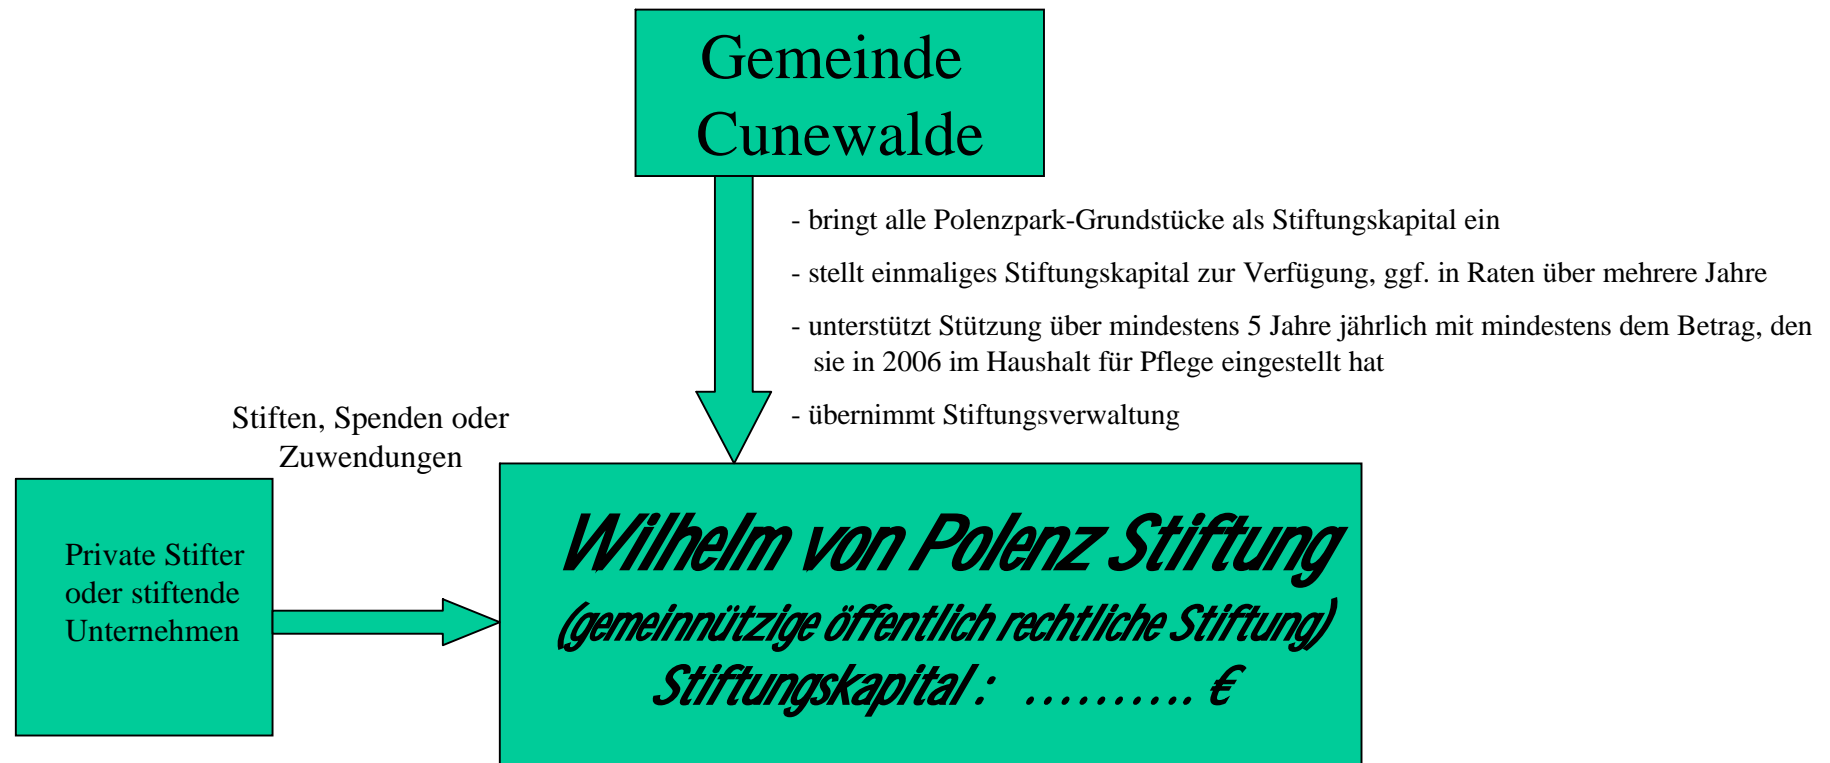 Gemeinde
Cunewalde
- bringt alle Polenzpark-Grundstücke als Stiftungskapital ein
- stellt einmaliges Stiftungskapital zur Verfügung, ggf. in Raten über mehrere Jahre
- unterstützt Stützung über mindestens 5 Jahre jährlich mit mindestens dem Betrag, den
sie in 2006 im Haushalt für Pflege eingestellt hat
- übernimmt Stiftungsverwaltung
Stiften, Spenden oder
Zuwendungen
Private Stifter
oder stiftende
Unternehmen
Wilhelm von Polenz Stiftung
(gemeinnützige öffentlich rechtliche Stiftung)
Stiftungskapital : .......... €